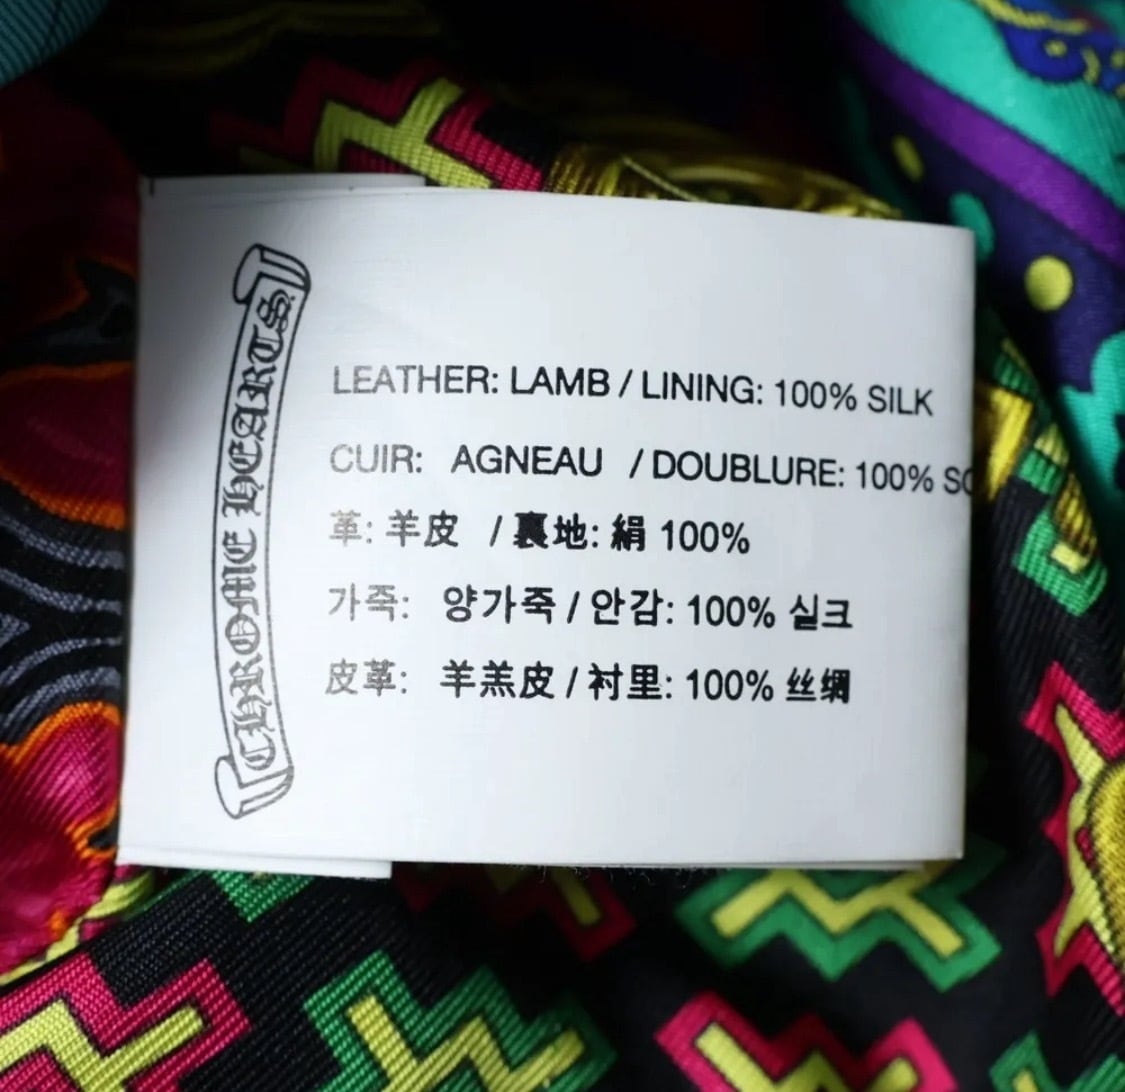 CHROME HEARTS
LEATHER: LAMB / LINING: 100% SILK
CUIR: AGNEAU / DOUBLURE: 100%
革: 羊皮 / 裏地: 絹 100%
가죽: 양가죽 / 안감: 100% 실크
皮革: 羊羔皮 / 衬里: 100% 丝绸